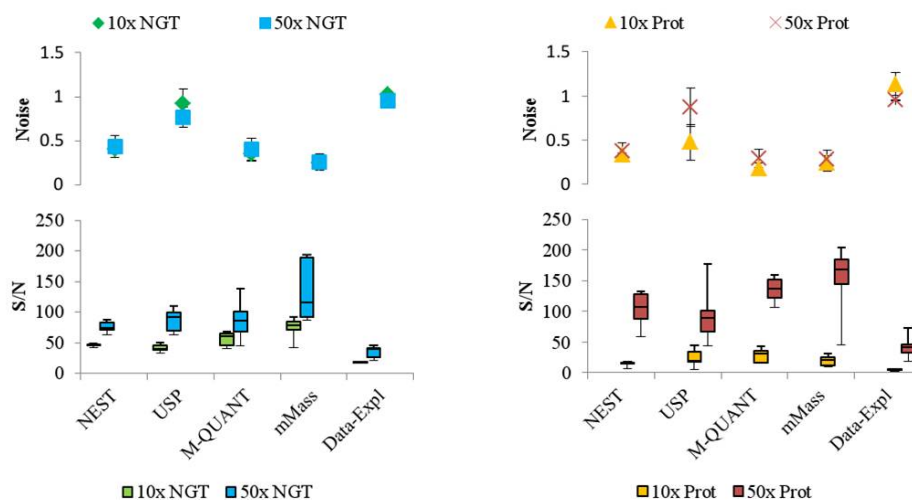 10x NGT 50x NGT
1.5
1
0.5
0
Noise
250
200
150
100
50
0
S/N
NEST USP M-QUANT mMass Data-Expl
10x NGT 50x NGT
10x Prot 50x Prot
1.5
1
0.5
0
Noise
250
200
150
100
50
0
S/N
NEST USP M-QUANT mMass Data-Expl
10x Prot 50x Prot